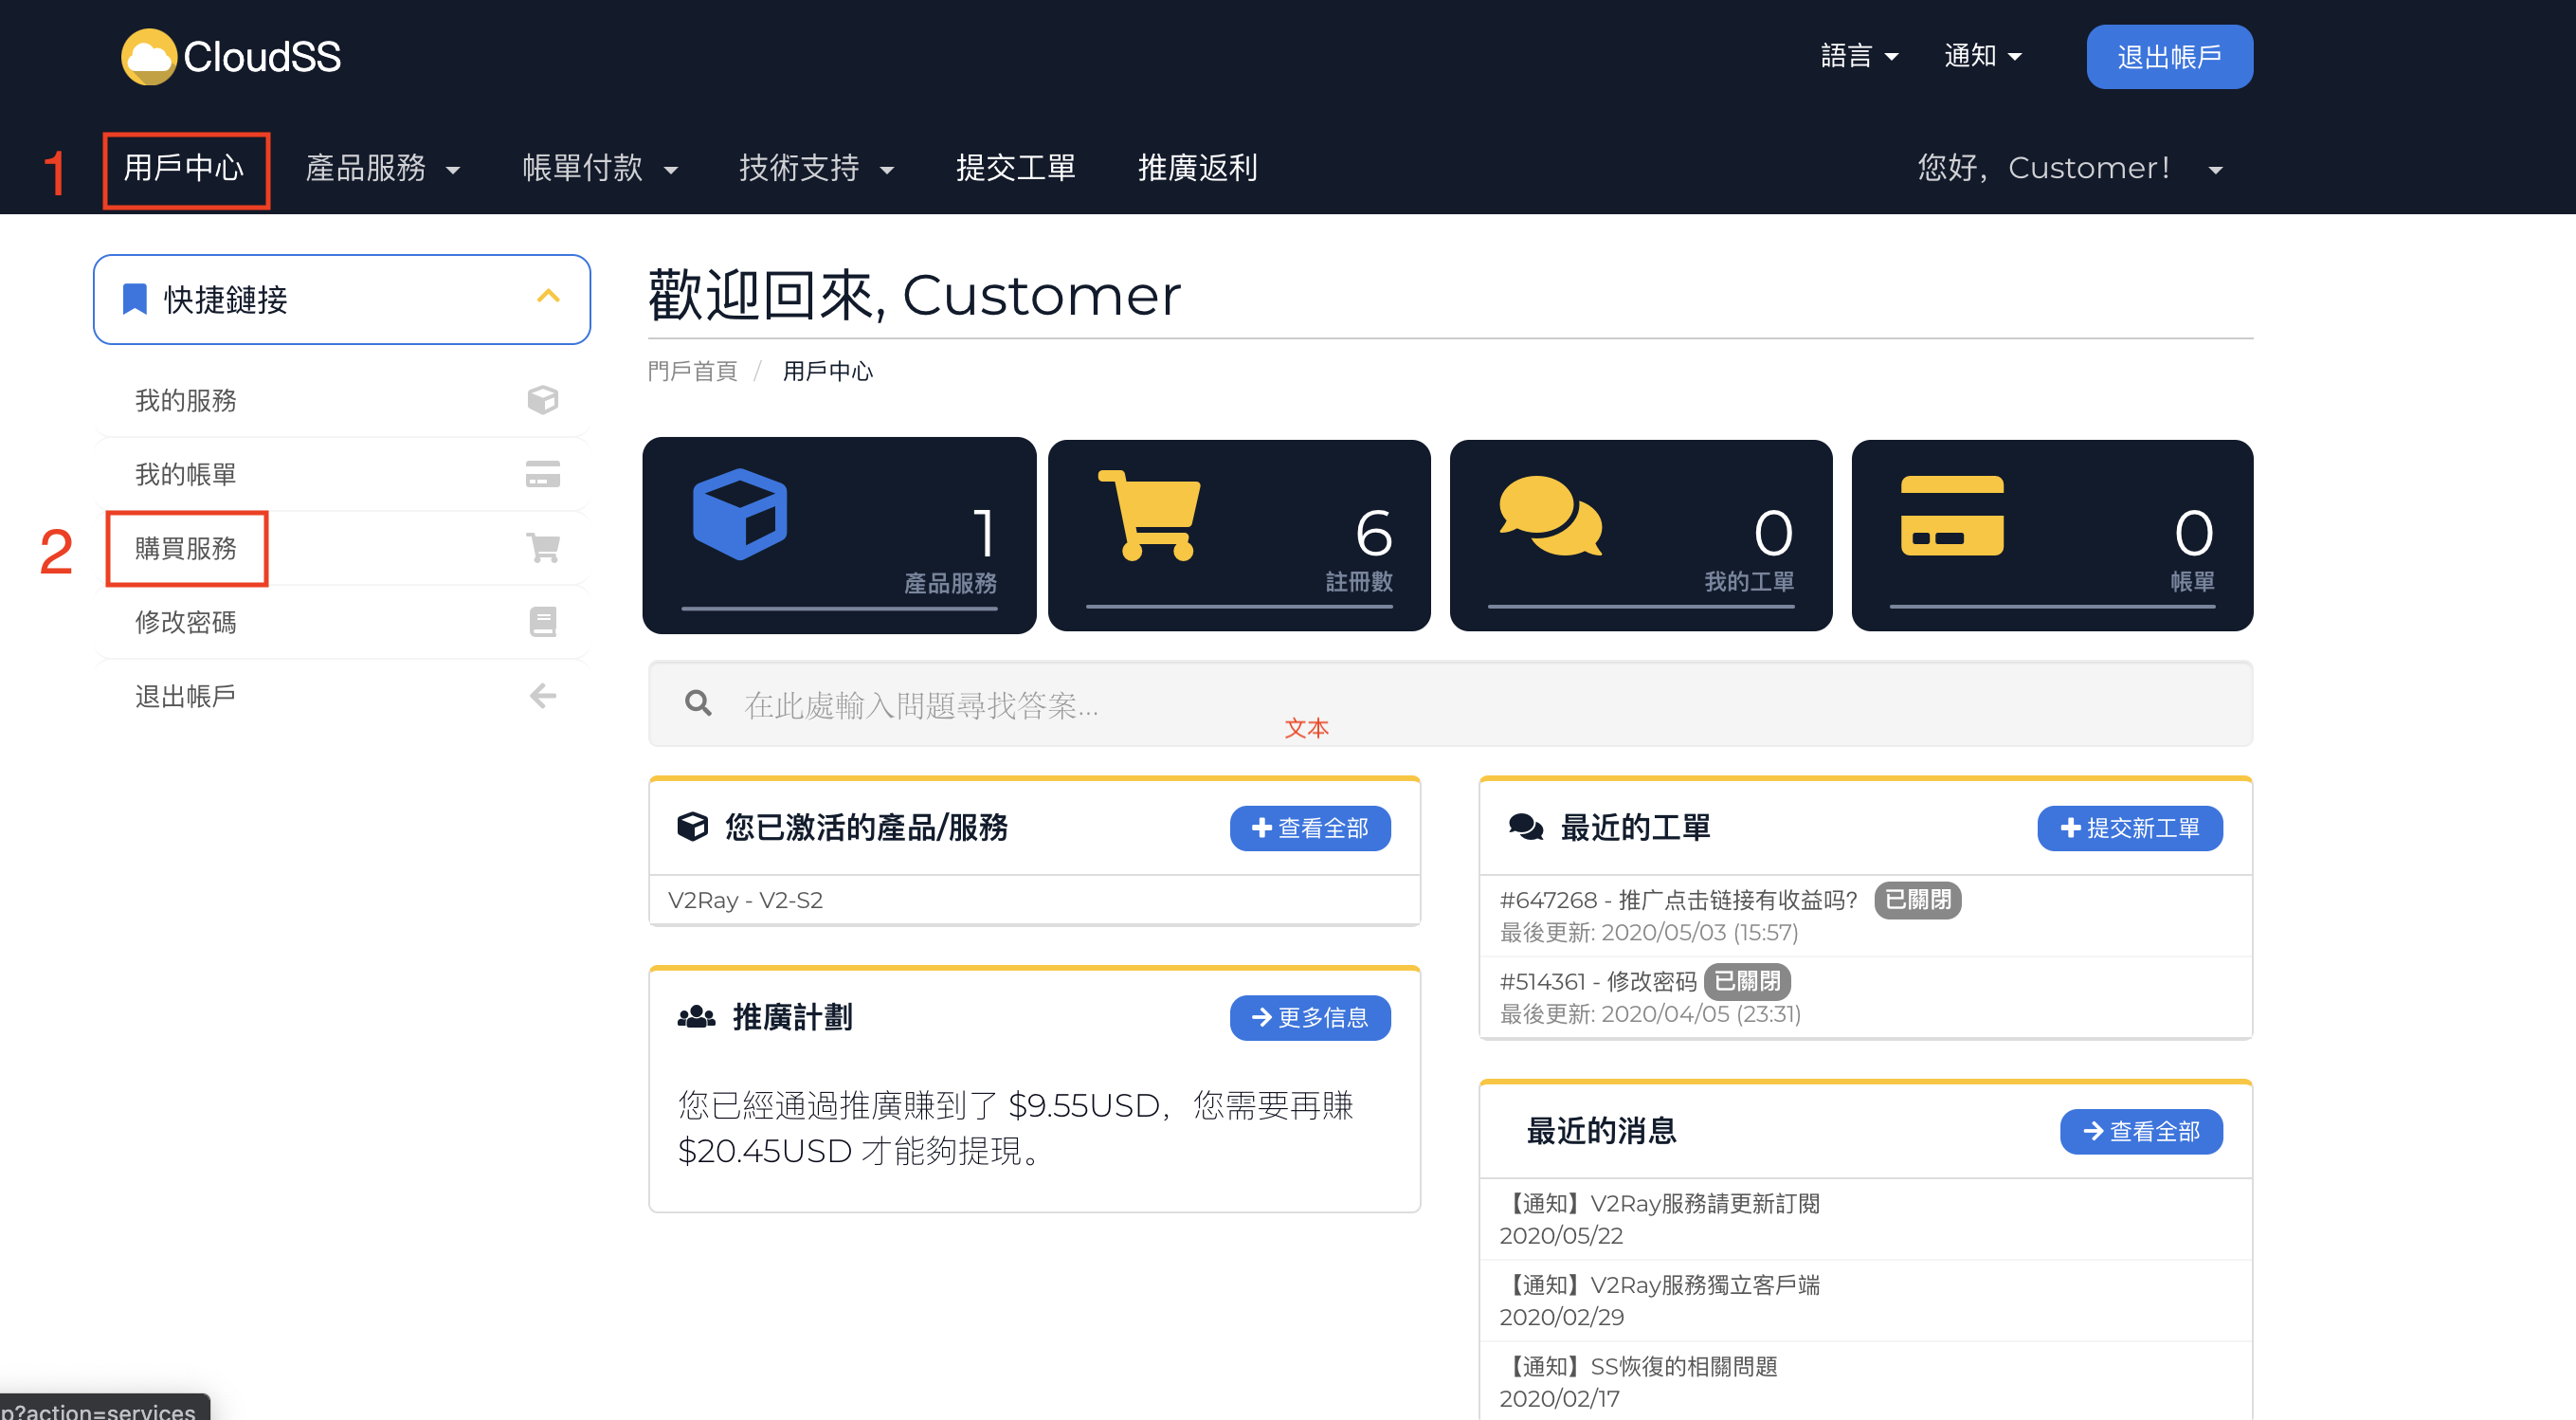 CloudSS
語言
通知
退出帳戶
1
用戶中心
產品服務
帳單付款
技術支持
提交工單
推廣返利
您好，Customer！
快捷鏈接
我的服務
我的帳單
2
購買服務
修改密碼
退出帳戶
歡迎回來, Customer
門戶首頁 / 用戶中心
1
產品服務
6
註冊數
0
我的工單
0
帳單
在此處輸入問題尋找答案...
文本
您已激活的產品/服務
查看全部
V2Ray - V2-S2
推廣計劃
更多信息
您已經通過推廣賺到了 $9.55USD，您需要再賺
$20.45USD 才能夠提現。
最近的工單
提交新工單
#647268 - 推广点击链接有收益吗? 已關閉
最後更新: 2020/05/03 (15:57)
#514361 - 修改密码 已關閉
最後更新: 2020/04/05 (23:31)
最近的消息
查看全部
【通知】V2Ray服務請更新訂閱
2020/05/22
【通知】V2Ray服務獨立客戶端
2020/02/29
【通知】SS恢復的相關問題
2020/02/17
p?action=services